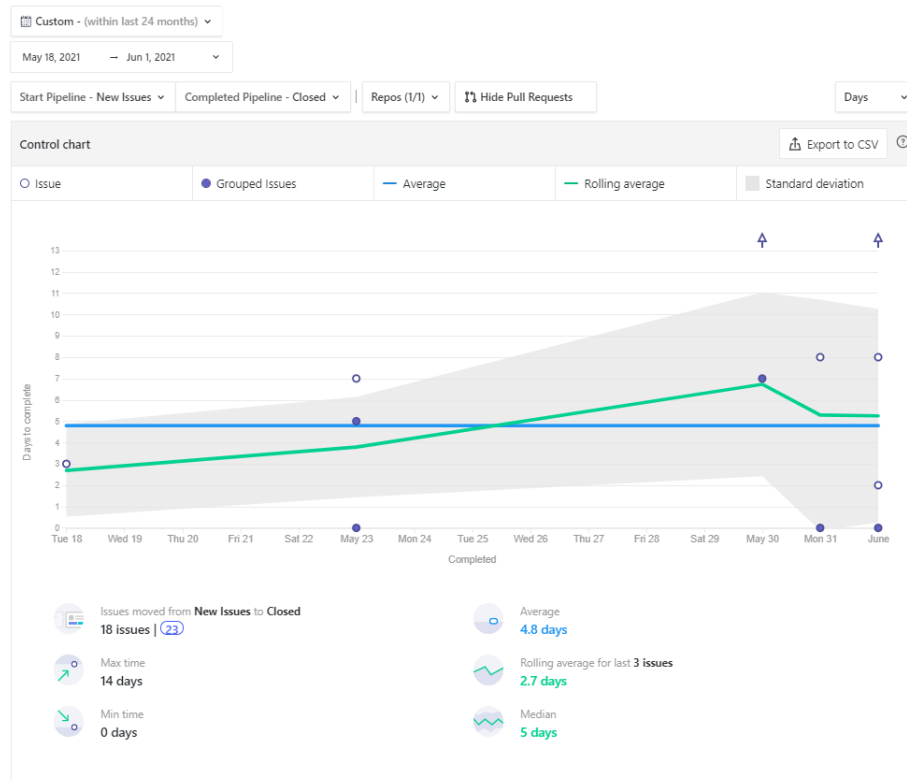 Custom - (within last 24 months)
May 18, 2021 → Jun 1, 2021
Start Pipeline - New Issues Completed Pipeline - Closed Repos (1/1) Hide Pull Requests Days
Control chart Export to CSV
Issue Grouped Issues Average Rolling average Standard deviation
13
12
11
10
9
8
7
6
5
4
3
2
1
0
Days to complete
Tue 18 Wed 19 Thu 20 Fri 21 Sat 22 May 23 Mon 24 Tue 25 Wed 26 Thu 27 Fri 28 Sat 29 May 30 Mon 31 June
Completed
Issues moved from New Issues to Closed
18 issues | 23
Average
4.8 days
Max time
14 days
Rolling average for last 3 issues
2.7 days
Min time
0 days
Median
5 days